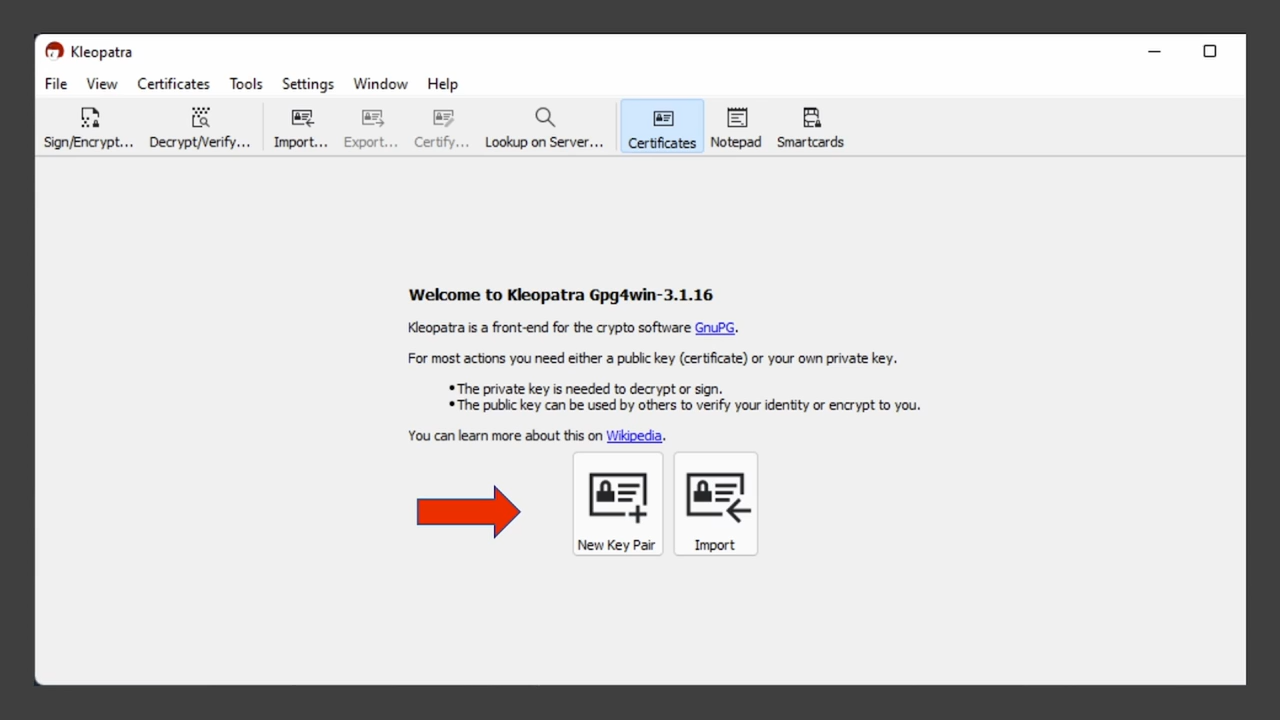 Kleopatra
File View Certificates Tools Settings Window Help
Sign/Encrypt... Decrypt/Verify... Import... Export... Certify... Lookup on Server... Certificates Notepad Smartcards
Welcome to Kleopatra Gpg4win-3.1.16
Kleopatra is a front-end for the crypto software GnuPG.
For most actions you need either a public key (certificate) or your own private key.
•The private key is needed to decrypt or sign.
•The public key can be used by others to verify your identity or encrypt to you.
You can learn more about this on Wikipedia.
New Key Pair Import